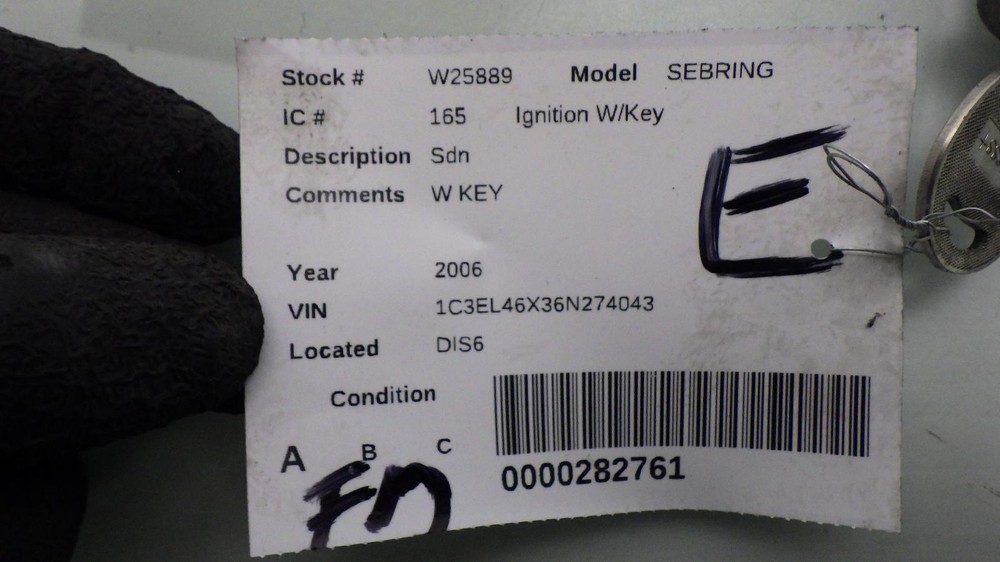 Stock # W25889 Model SEBRING
IC # 165 Ignition W/Key
Description Sdn
Comments W KEY
E
Year 2006
VIN 1C3EL46X36N274043
Located DIS6
Condition
A B C
0000282761